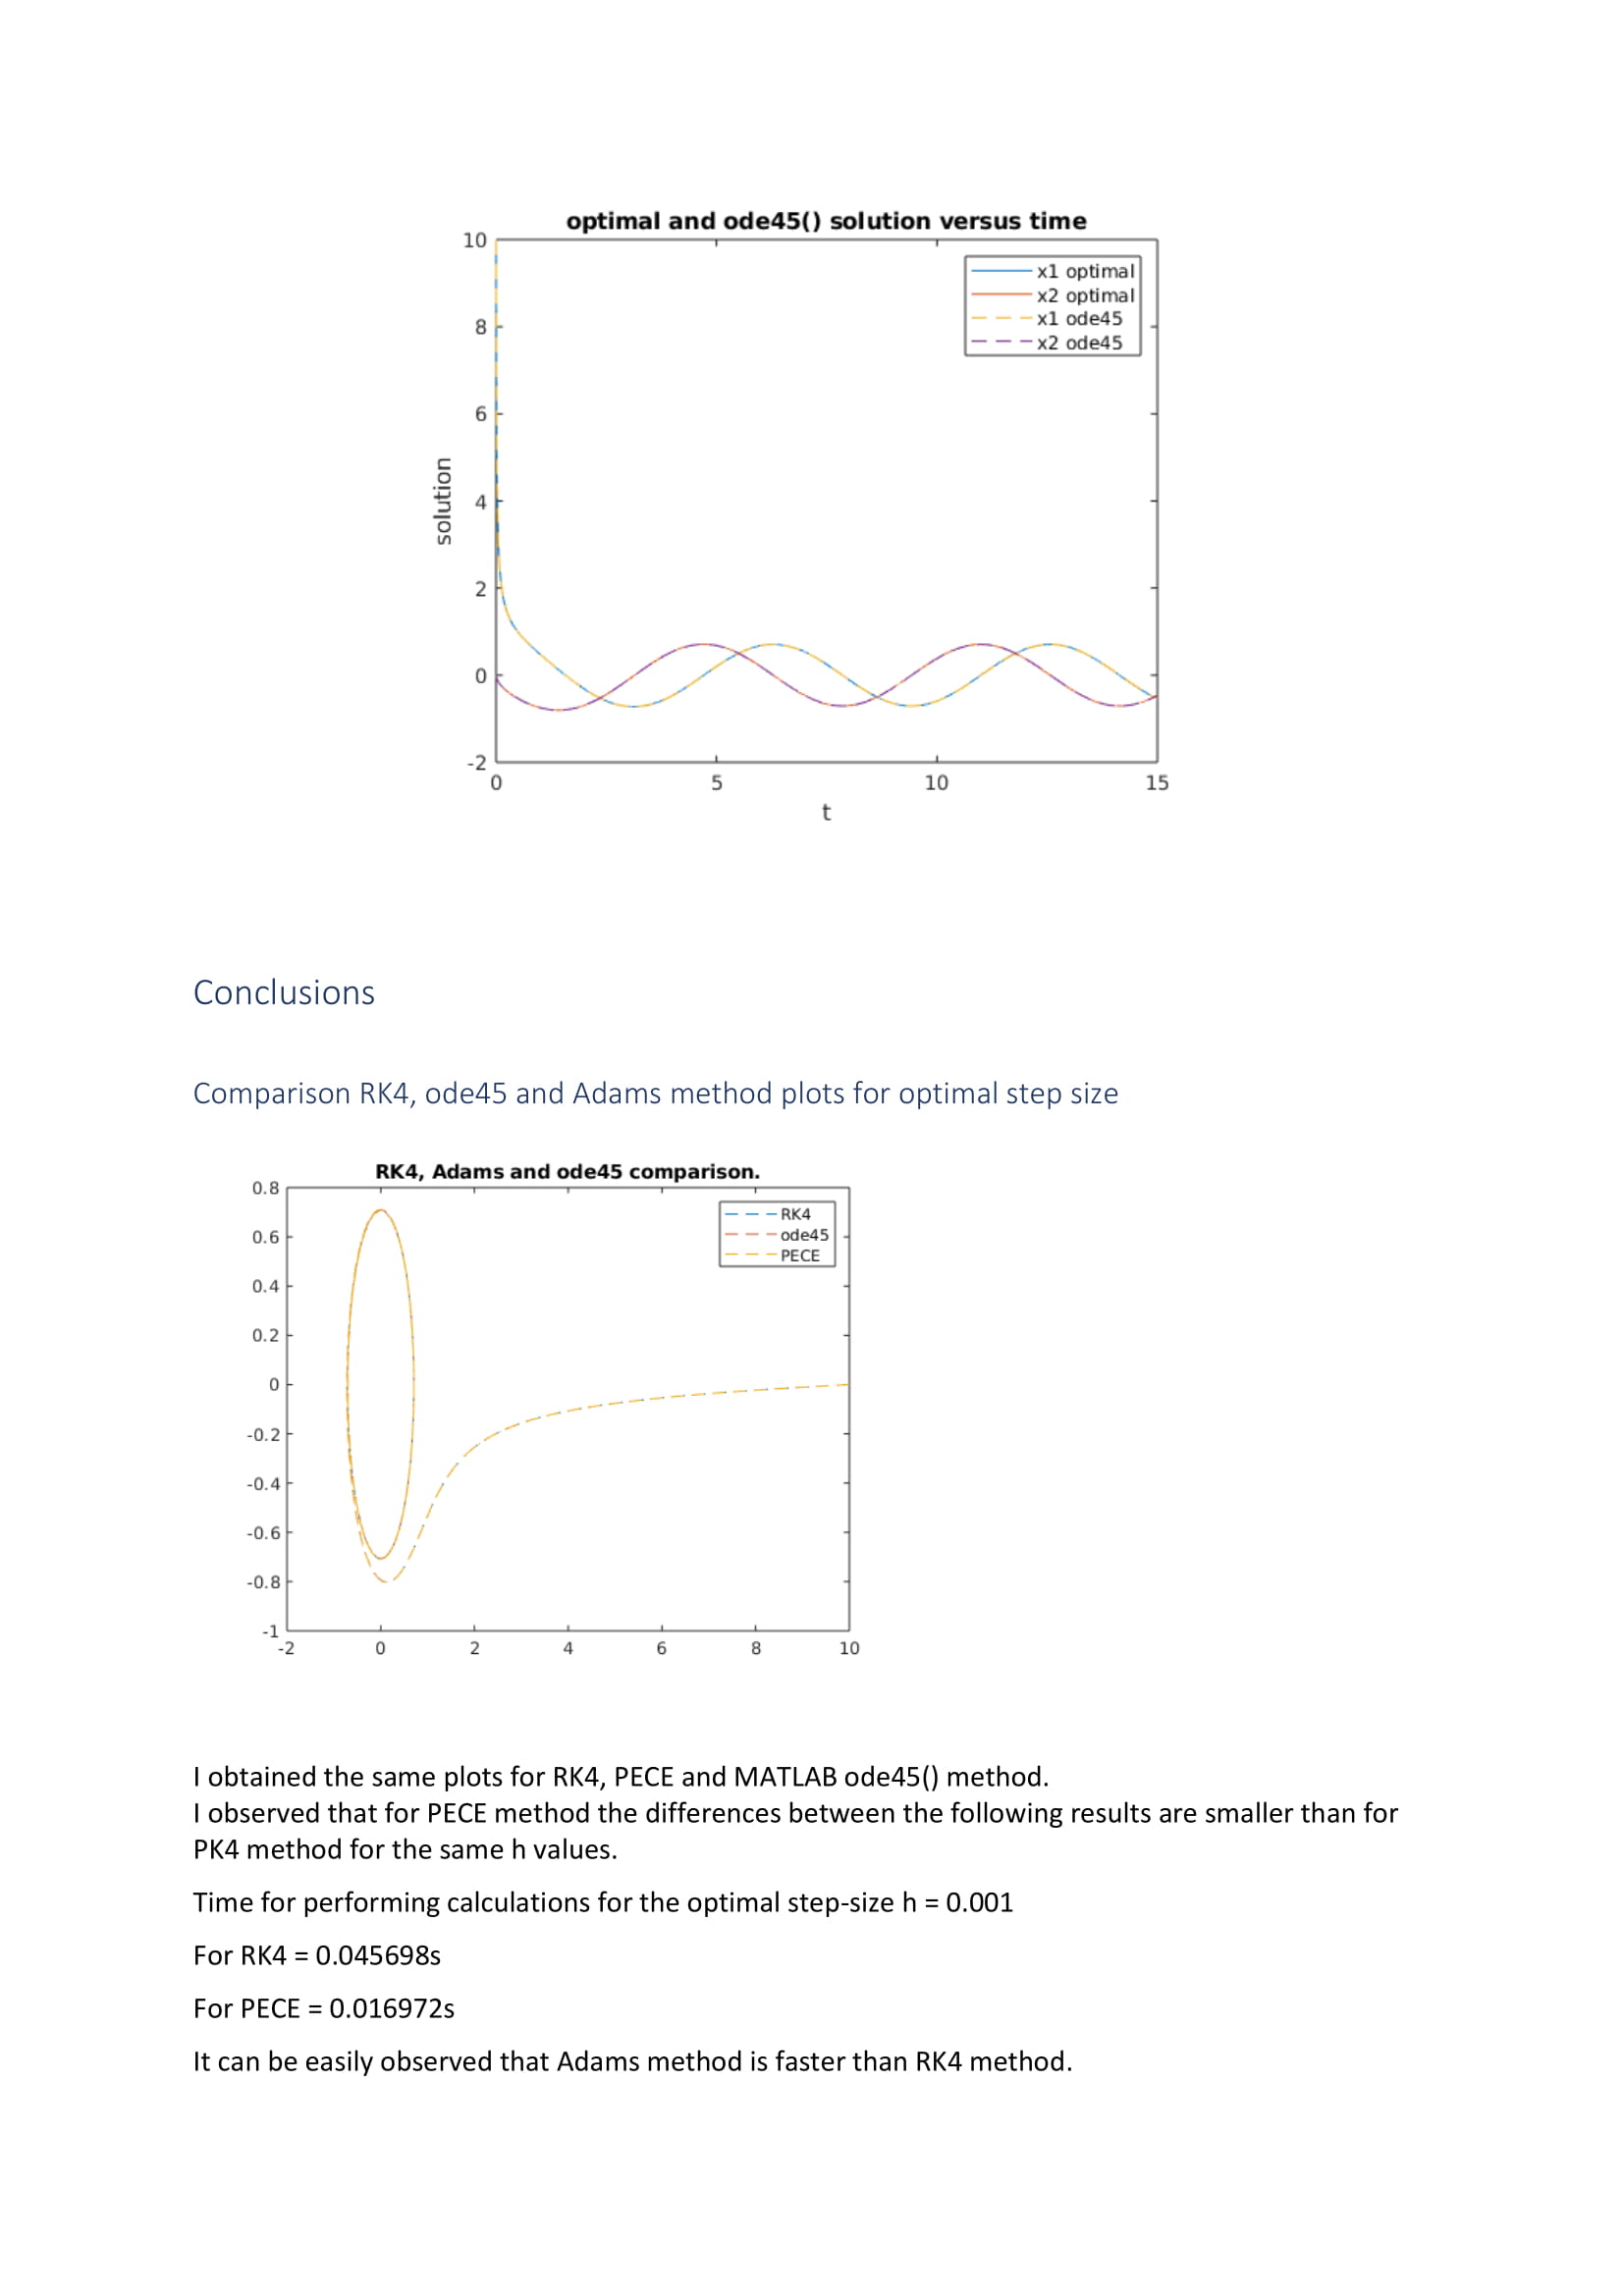 optimal and ode45() solution versus time
10
8
6
4
2
0
-2
solution
0
5
10
15
t
x1 optimal
x2 optimal
x1 ode45
x2 ode45
Conclusions
Comparison RK4, ode45 and Adams method plots for optimal step size
RK4, Adams and ode45 comparison.
0.8
0.6
0.4
0.2
0
-0.2
-0.4
-0.6
-0.8
-1
-2
0
2
4
6
8
10
RK4
ode45
PECE
I obtained the same plots for RK4, PECE and MATLAB ode45() method.
I observed that for PECE method the differences between the following results are smaller than for
PK4 method for the same h values.
Time for performing calculations for the optimal step-size h = 0.001
For RK4 = 0.045698s
For PECE = 0.016972s
It can be easily observed that Adams method is faster than RK4 method.